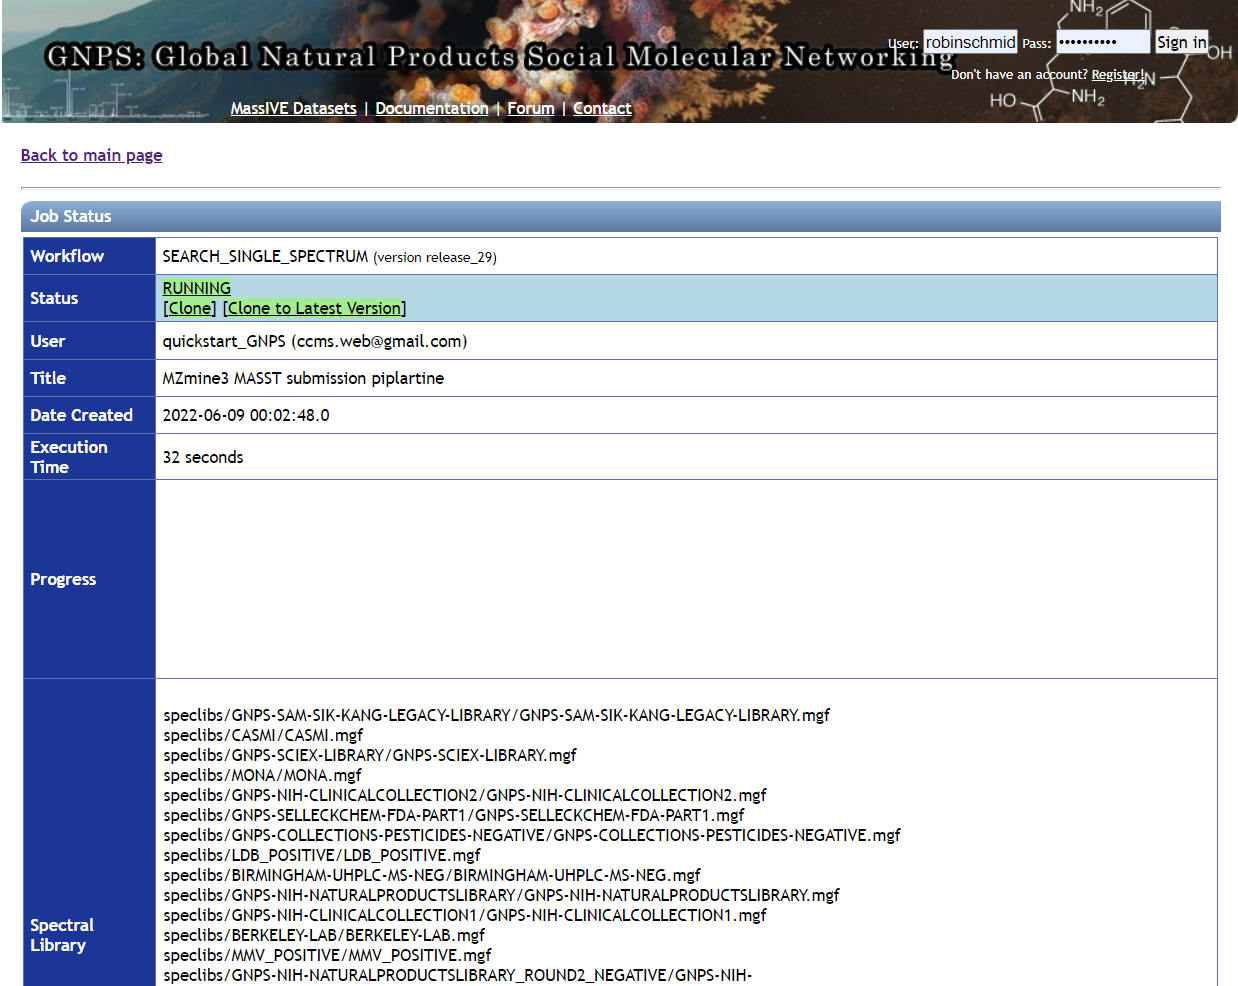 GNPS: Global Natural Products Social Molecular Networking
User: robinschmid Pass: •••••••••• Sign in
Don't have an account? Register!
MassIVE Datasets | Documentation | Forum | Contact
NH2
OH
H2N
NH2
HO
Back to main page
Job Status
Workflow SEARCH_SINGLE_SPECTRUM (version release_29)
Status RUNNING
[Clone] [Clone to Latest Version]
User quickstart_GNPS (ccms.web@gmail.com)
Title MZmine3 MASST submission piplartine
Date Created 2022-06-09 00:02:48.0
Execution Time 32 seconds
Progress
Spectral Library
speclibs/GNPS-SAM-SIK-KANG-LEGACY-LIBRARY/GNPS-SAM-SIK-KANG-LEGACY-LIBRARY.mgf
speclibs/CASMI/CASMI.mgf
speclibs/GNPS-SCIEX-LIBRARY/GNPS-SCIEX-LIBRARY.mgf
speclibs/MONA/MONA.mgf
speclibs/GNPS-NIH-CLINICALCOLLECTION2/GNPS-NIH-CLINICALCOLLECTION2.mgf
speclibs/GNPS-SELLECKCHEM-FDA-PART1/GNPS-SELLECKCHEM-FDA-PART1.mgf
speclibs/GNPS-COLLECTIONS-PESTICIDES-NEGATIVE/GNPS-COLLECTIONS-PESTICIDES-NEGATIVE.mgf
speclibs/LDB_POSITIVE/LDB_POSITIVE.mgf
speclibs/BIRMINGHAM-UHPLC-MS-NEG/BIRMINGHAM-UHPLC-MS-NEG.mgf
speclibs/GNPS-NIH-NATURALPRODUCTSLIBRARY/GNPS-NIH-NATURALPRODUCTSLIBRARY.mgf
speclibs/GNPS-NIH-CLINICALCOLLECTION1/GNPS-NIH-CLINICALCOLLECTION1.mgf
speclibs/BERKELEY-LAB/BERKELEY-LAB.mgf
speclibs/MMV_POSITIVE/MMV_POSITIVE.mgf
speclibs/GNPS-NIH-NATURALPRODUCTSLIBRARY_ROUND2_NEGATIVE/GNPS-NIH-